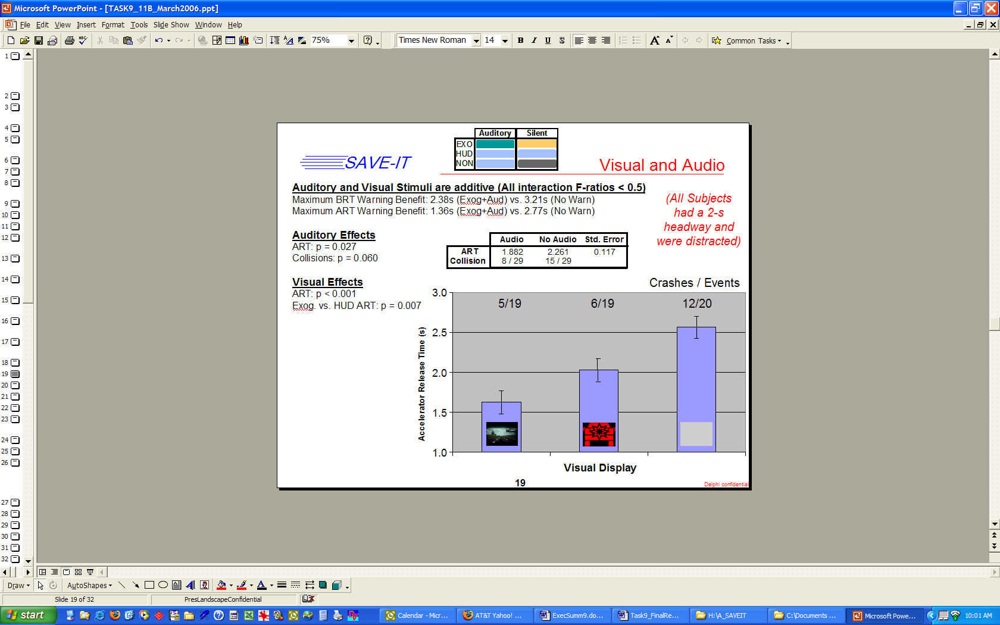 Microsoft PowerPoint - [TASK9_11B_March2006.ppt]
File Edit View Insert Format Tools Slide Show Window Help
75% Times New Roman 14 B I U S A A Common Tasks
1
2
3
4
5
6
7
8
9
10
11
12
13
14
15
16
17
18
19
20
21
22
23
24
25
26
27
28
29
30
31
32
Auditory Silent
EXO
HUD
NON
SAVE-IT
Visual and Audio
Auditory and Visual Stimuli are additive (All interaction F-ratios < 0.5)
Maximum BRT Warning Benefit: 2.38s (Exog+Aud) vs. 3.21s (No Warn)
Maximum ART Warning Benefit: 1.36s (Exog+Aud) vs. 2.77s (No Warn)
(All Subjects
had a 2-s
headway and
were distracted)
Auditory Effects
ART: p = 0.027
Collisions: p = 0.060
Audio No Audio Std. Error
ART 1.882 2.261 0.117
Collision 8 / 29 15 / 29
Visual Effects
ART: p < 0.001
Exog. vs. HUD ART: p = 0.007
Crashes / Events
5/19 6/19 12/20
3.0
2.5
2.0
1.5
1.0
Accelerator Release Time (s)
Visual Display
19
Delphi confidential
Draw AutoShapes A
Slide 19 of 32 PresLandscapeConfidential
start Calendar - Micr... AT&T Yahoo! ... ExecSumm9.do... Task9_FinalRe... H:\A_SAVEIT C:\Documents ... Microsoft Powe... 10:01 AM